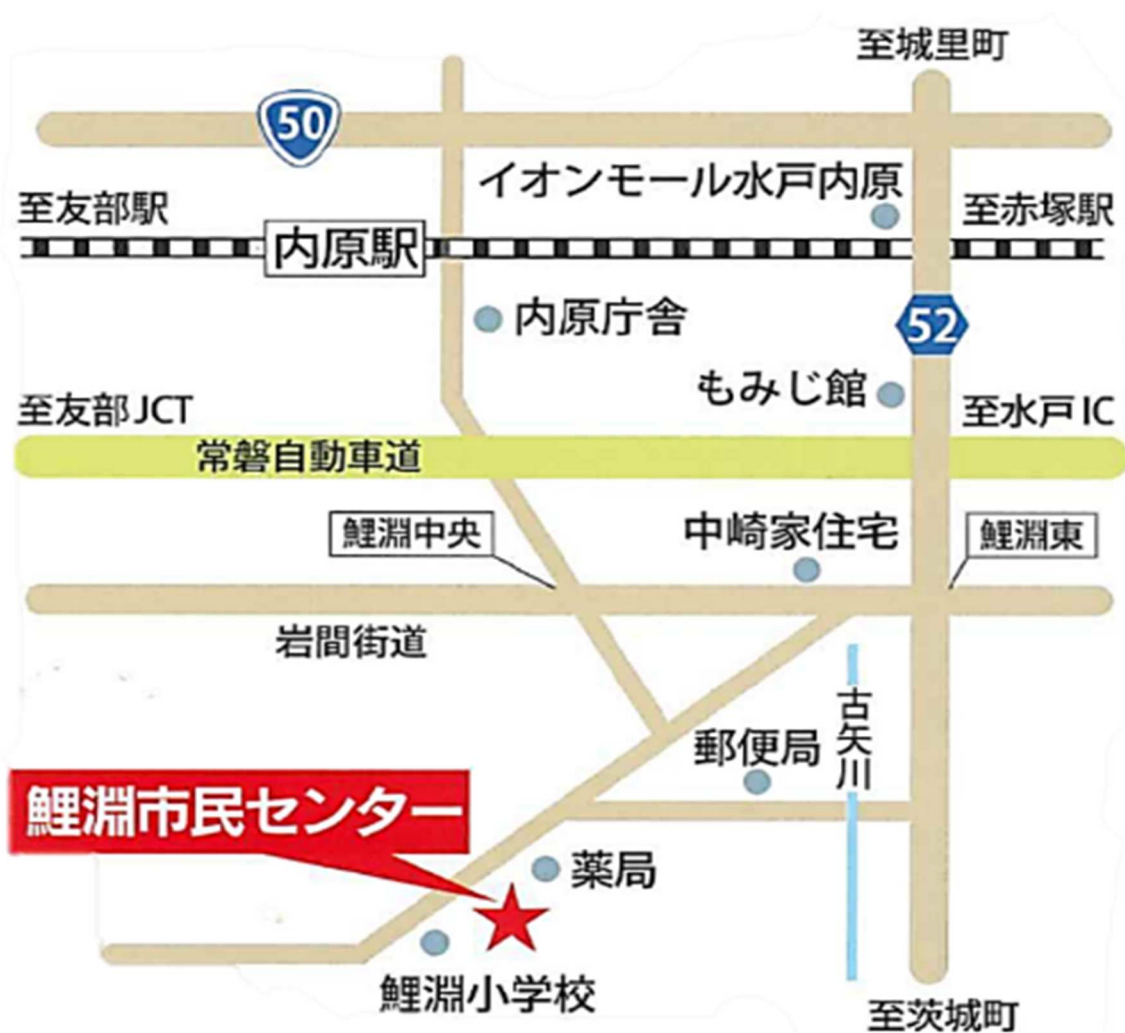 至城里町
50
イオンモール水戸内原
至友部駅
至赤塚駅
内原駅
内原庁舎
52
もみじ館
至友部JCT
至水戸IC
常磐自動車道
鯉淵中央
中崎家住宅
鯉淵東
岩間街道
古矢川
郵便局
鯉淵市民センター
薬局
鯉淵小学校
至茨城町